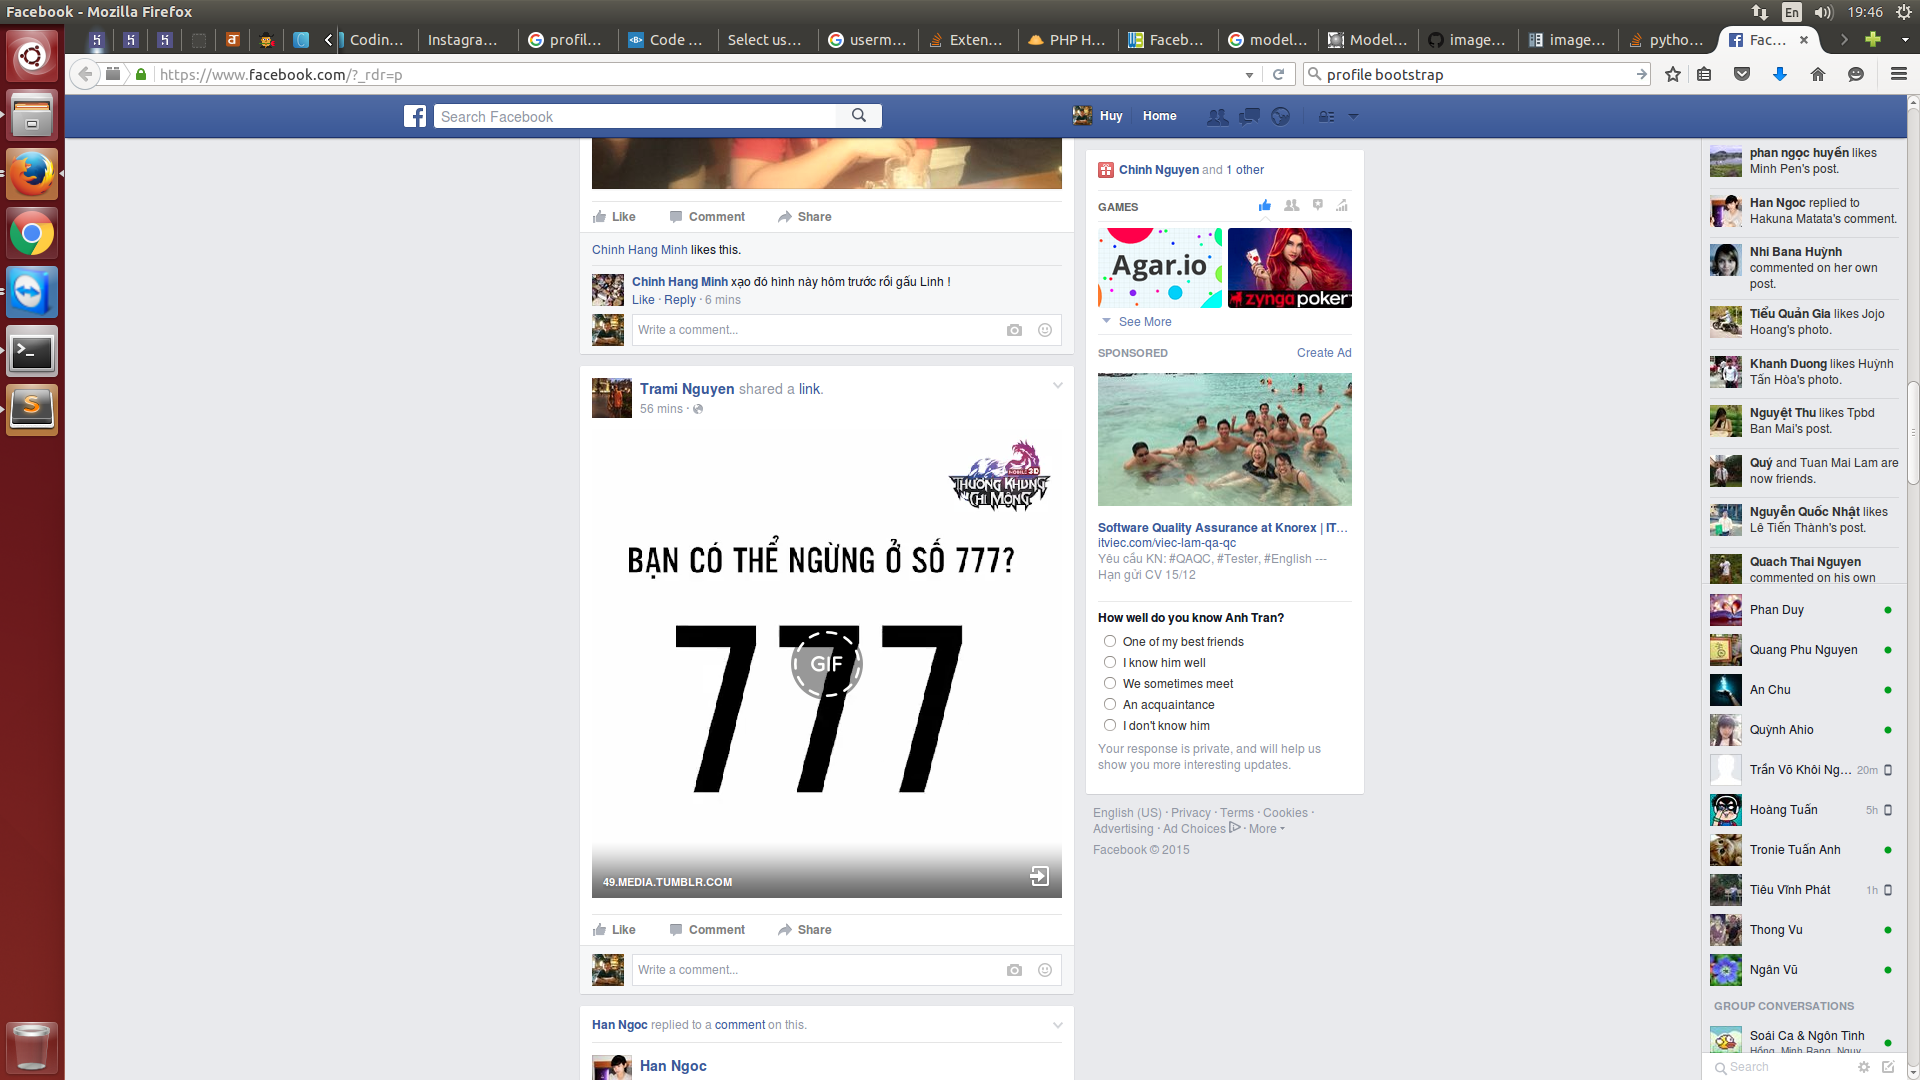 Facebook - Mozilla Firefox
En
19:46
Codin...
Instagra...
profil...
Code ...
Select us...
userm...
Exten...
PHP H...
Faceb...
model...
Model...
image...
image...
pytho...
Fac...
https://www.facebook.com/?_rdr=p
profile bootstrap
Search Facebook
Huy
Home
Like
Comment
Share
Chinh Hang Minh likes this.
Chinh Hang Minh xạo đó hình này hôm trước rồi gấu Linh !
Like · Reply · 6 mins
Write a comment...
Trami Nguyen shared a link.
56 mins ·
MOBILE 3D
THƯƠNG KHUNG
CHI MỘNG
BẠN CÓ THỂ NGỪNG Ở SỐ 777?
777
GIF
49.MEDIA.TUMBLR.COM
Like
Comment
Share
Write a comment...
Han Ngoc replied to a comment on this.
Han Ngoc
Chinh Nguyen and 1 other
GAMES
Agar.io
zynga poker
See More
SPONSORED
Create Ad
Software Quality Assurance at Knorex | IT...
itviec.com/viec-lam-qa-qc
Yêu cầu KN: #QAQC, #Tester, #English ---
Hạn gửi CV 15/12
How well do you know Anh Tran?
One of my best friends
I know him well
We sometimes meet
An acquaintance
I don't know him
Your response is private, and will help us
show you more interesting updates.
English (US) · Privacy · Terms · Cookies ·
Advertising · Ad Choices · More
Facebook © 2015
phan ngọc huyền likes
Minh Pen's post.
Han Ngoc replied to
Hakuna Matata's comment.
Nhi Bana Huỳnh
commented on her own
post.
Tiểu Quản Gia likes Jojo
Hoang's photo.
Khanh Duong likes Huỳnh
Tấn Hòa's photo.
Nguyệt Thu likes Tpbd
Ban Mai's post.
Quý and Tuan Mai Lam are
now friends.
Nguyễn Quốc Nhật likes
Lê Tiến Thành's post.
Quach Thai Nguyen
commented on his own
Phan Duy
Quang Phu Nguyen
An Chu
Quỳnh Ahio
Trần Võ Khôi Ng... 20m
Hoàng Tuấn 5h
Tronie Tuấn Anh
Tiêu Vĩnh Phát 1h
Thong Vu
Ngân Vũ
GROUP CONVERSATIONS
Soái Ca & Ngôn Tình
Hồng, Minh Rang, Nguy...
Search